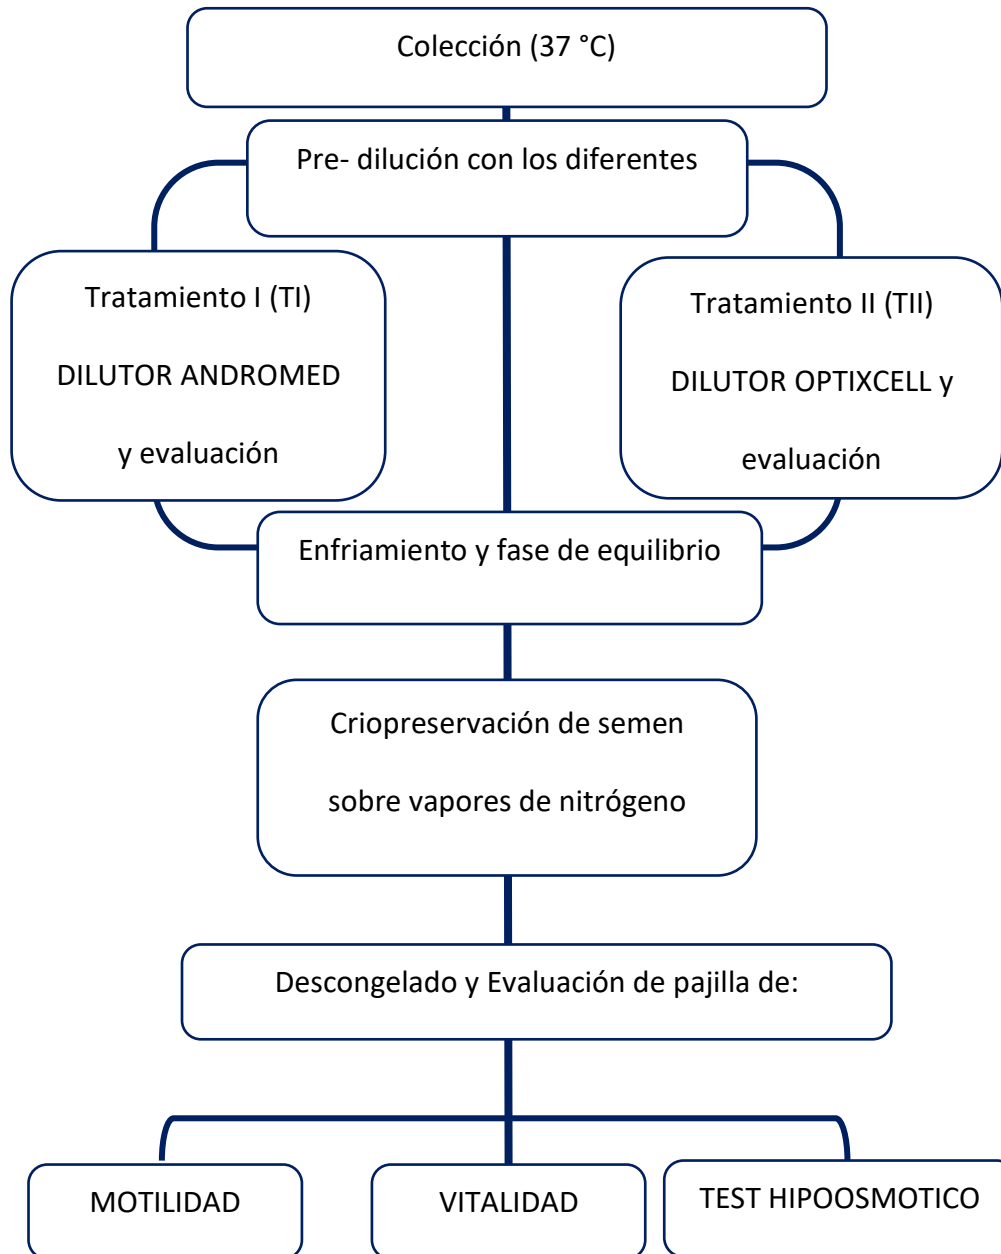 Colección (37 °C)
Pre- dilución con los diferentes
Tratamiento I (TI)
DILUTOR ANDROMED
y evaluación
Tratamiento II (TII)
DILUTOR OPTIXCELL y
evaluación
Enfriamiento y fase de equilibrio
Criopreservación de semen
sobre vapores de nitrógeno
Descongelado y Evaluación de pajilla de:
MOTILIDAD
VITALIDAD
TEST HIPOOSMOTICO